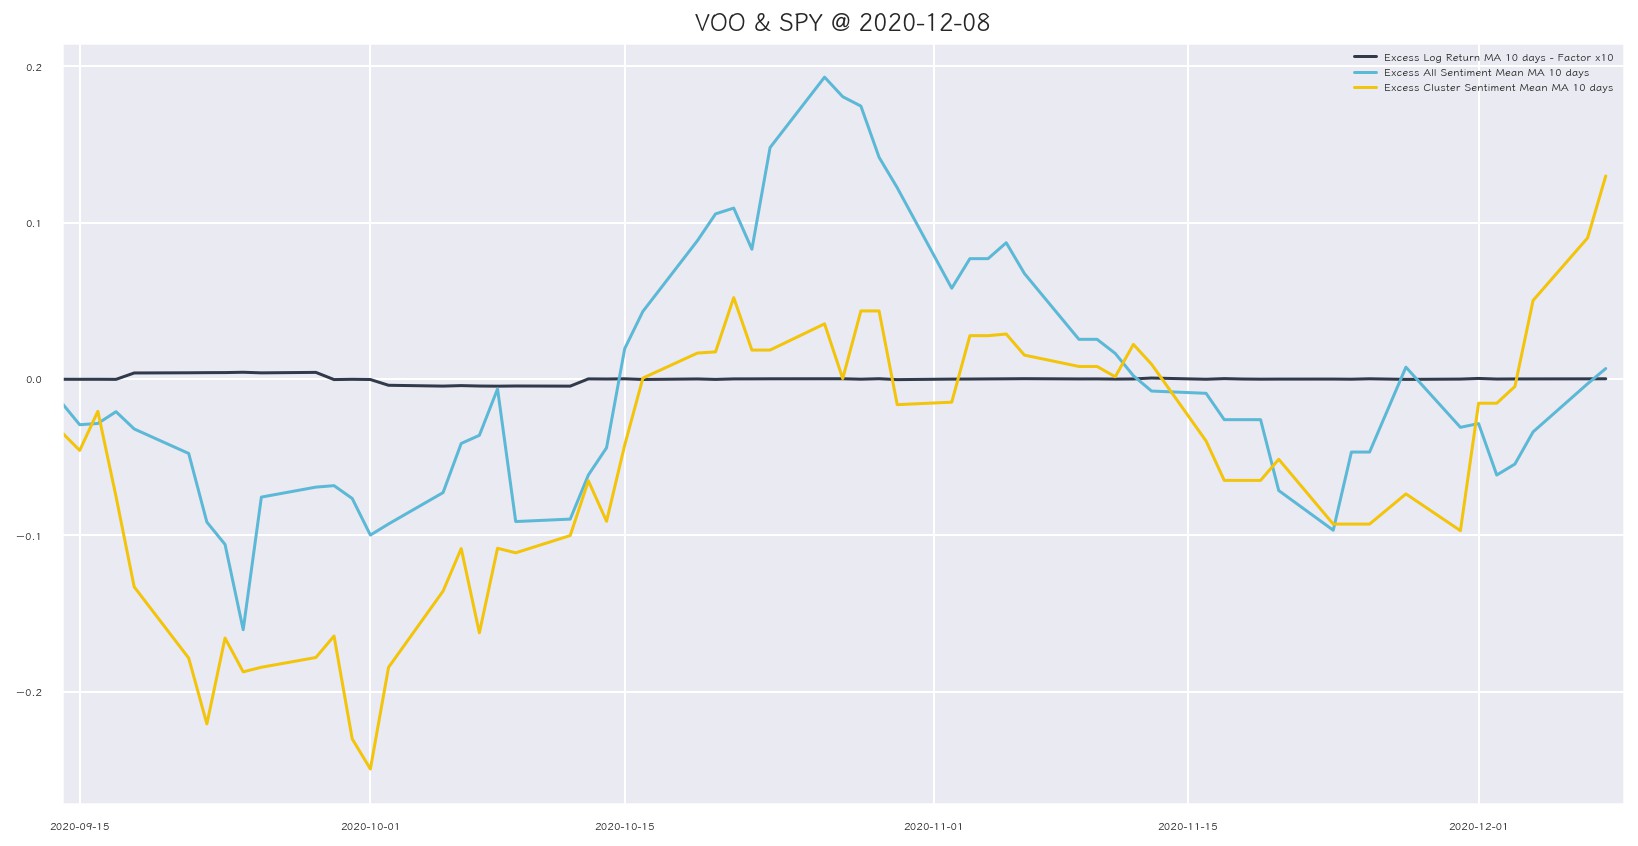 VOO & SPY @ 2020-12-08
Excess Log Return MA 10 days - Factor x10
Excess All Sentiment Mean MA 10 days
Excess Cluster Sentiment Mean MA 10 days
0.2
0.1
0.0
−0.1
−0.2
2020-09-15 2020-10-01 2020-10-15 2020-11-01 2020-11-15 2020-12-01